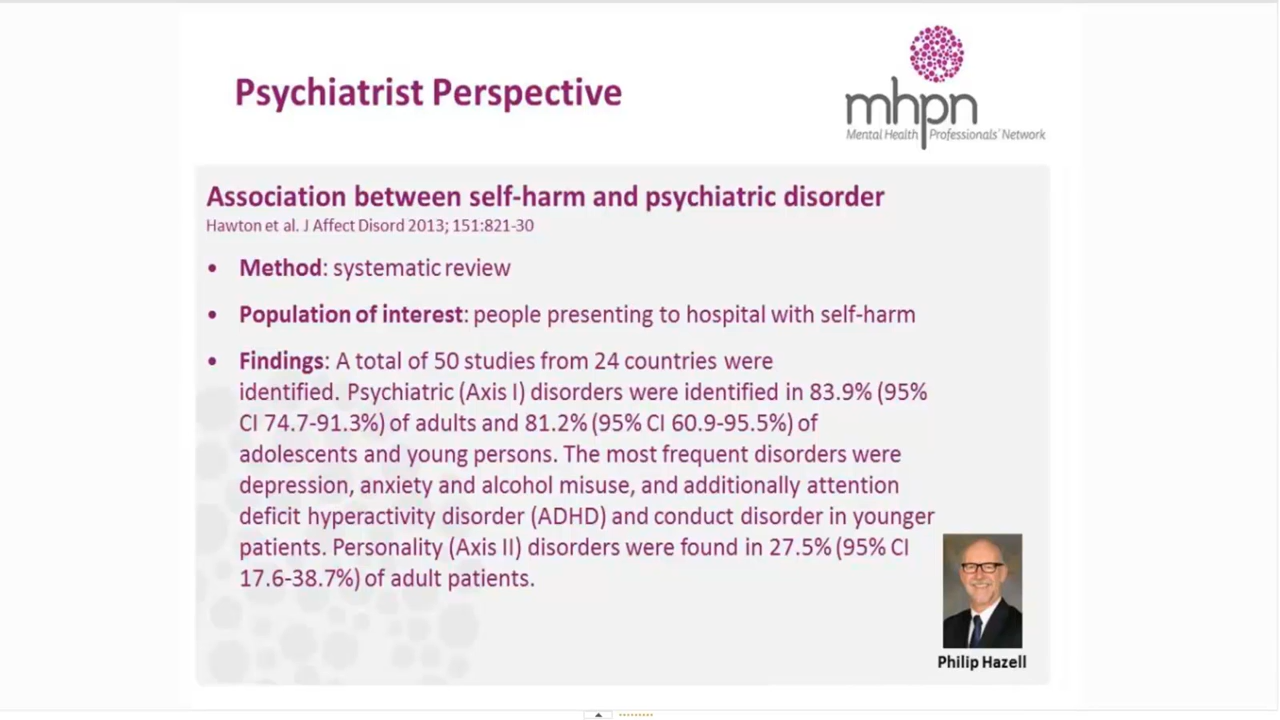 Psychiatrist Perspective
mhpn
Mental Health Professionals' Network
Association between self-harm and psychiatric disorder
Hawton et al. J Affect Disord 2013; 151:821-30
• Method: systematic review
• Population of interest: people presenting to hospital with self-harm
• Findings: A total of 50 studies from 24 countries were
identified. Psychiatric (Axis I) disorders were identified in 83.9% (95%
CI 74.7-91.3%) of adults and 81.2% (95% CI 60.9-95.5%) of
adolescents and young persons. The most frequent disorders were
depression, anxiety and alcohol misuse, and additionally attention
deficit hyperactivity disorder (ADHD) and conduct disorder in younger
patients. Personality (Axis II) disorders were found in 27.5% (95% CI
17.6-38.7%) of adult patients.
Philip Hazell